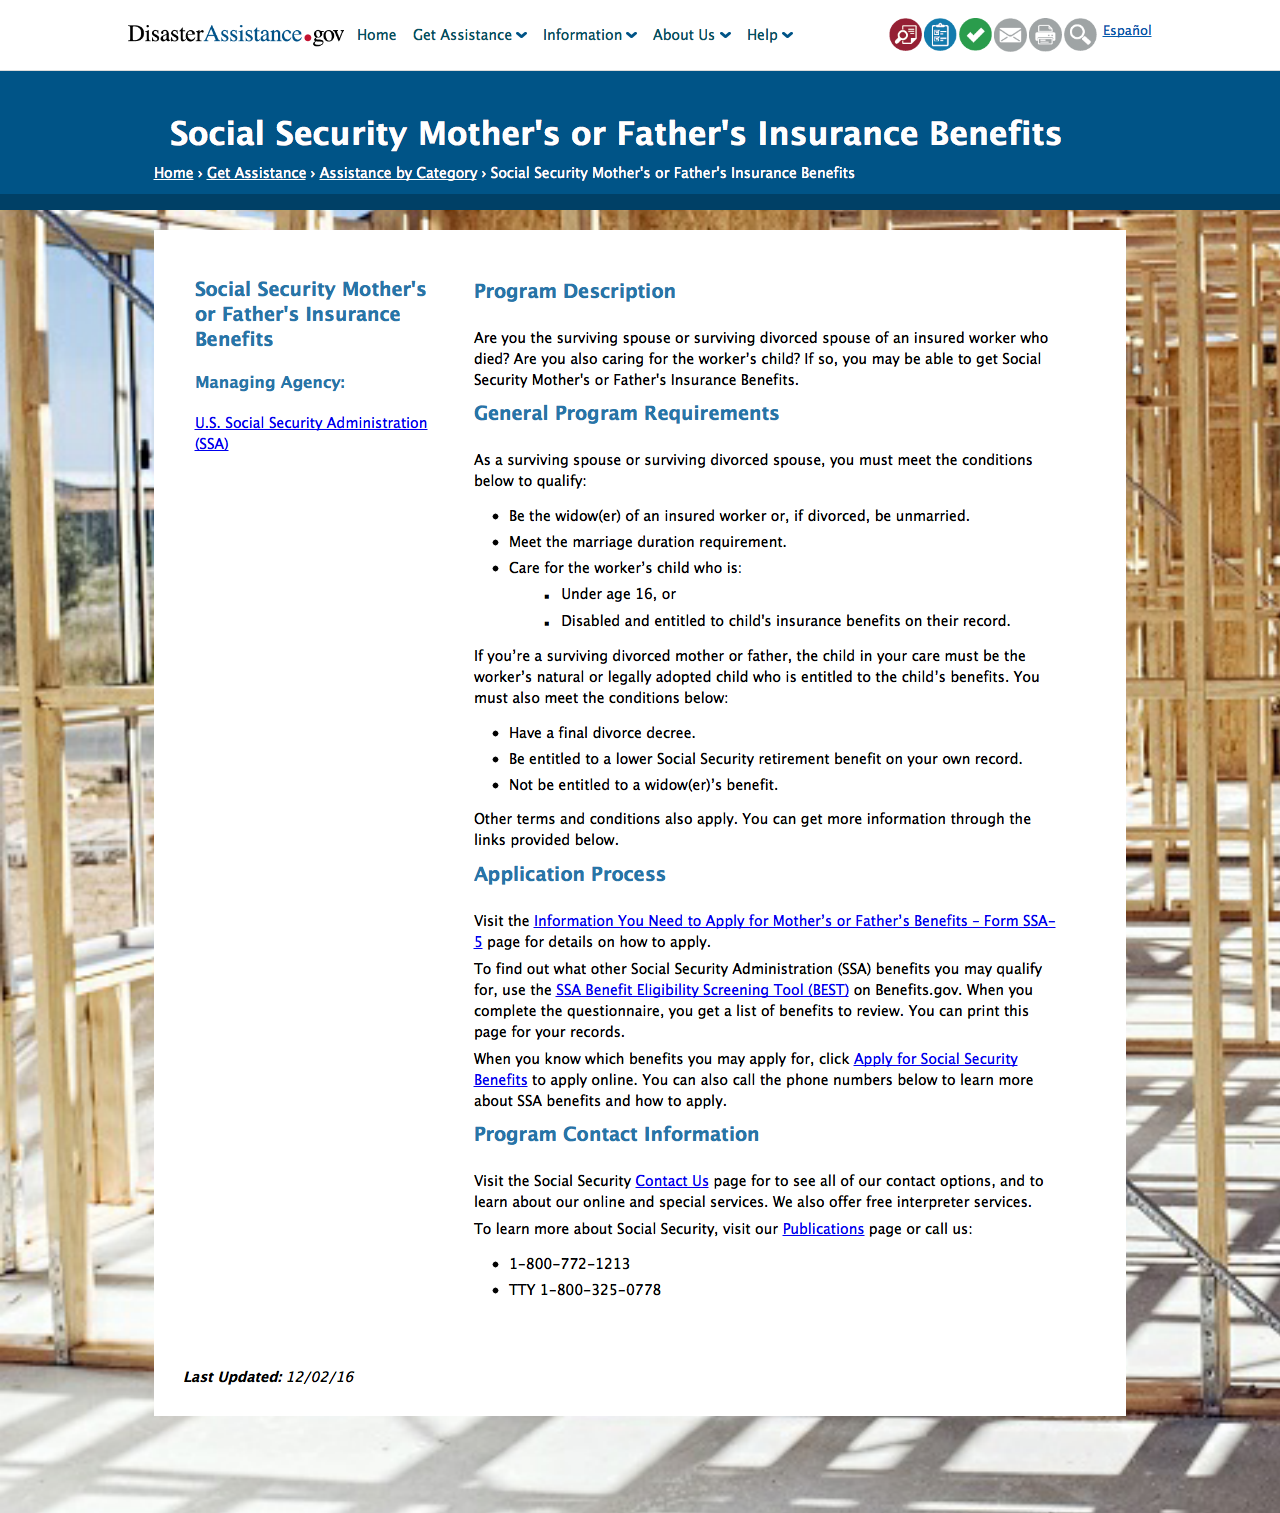 DisasterAssistance.gov Home Get Assistance Information About Us Help Español
Social Security Mother's or Father's Insurance Benefits
Home › Get Assistance › Assistance by Category › Social Security Mother's or Father's Insurance Benefits
Social Security Mother's
or Father's Insurance
Benefits
Managing Agency:
U.S. Social Security Administration
(SSA)
Program Description
Are you the surviving spouse or surviving divorced spouse of an insured worker who
died? Are you also caring for the worker's child? If so, you may be able to get Social
Security Mother's or Father's Insurance Benefits.
General Program Requirements
As a surviving spouse or surviving divorced spouse, you must meet the conditions
below to qualify:
• Be the widow(er) of an insured worker or, if divorced, be unmarried.
• Meet the marriage duration requirement.
• Care for the worker’s child who is:
▪ Under age 16, or
▪ Disabled and entitled to child’s insurance benefits on their record.
If you’re a surviving divorced mother or father, the child in your care must be the
worker’s natural or legally adopted child who is entitled to the child’s benefits. You
must also meet the conditions below:
• Have a final divorce decree.
• Be entitled to a lower Social Security retirement benefit on your own record.
• Not be entitled to a widow(er)’s benefit.
Other terms and conditions also apply. You can get more information through the
links provided below.
Application Process
Visit the Information You Need to Apply for Mother’s or Father’s Benefits – Form SSA-
5 page for details on how to apply.
To find out what other Social Security Administration (SSA) benefits you may qualify
for, use the SSA Benefit Eligibility Screening Tool (BEST) on Benefits.gov. When you
complete the questionnaire, you get a list of benefits to review. You can print this
page for your records.
When you know which benefits you may apply for, click Apply for Social Security
Benefits to apply online. You can also call the phone numbers below to learn more
about SSA benefits and how to apply.
Program Contact Information
Visit the Social Security Contact Us page for to see all of our contact options, and to
learn about our online and special services. We also offer free interpreter services.
To learn more about Social Security, visit our Publications page or call us:
• 1-800-772-1213
• TTY 1-800-325-0778
Last Updated: 12/02/16